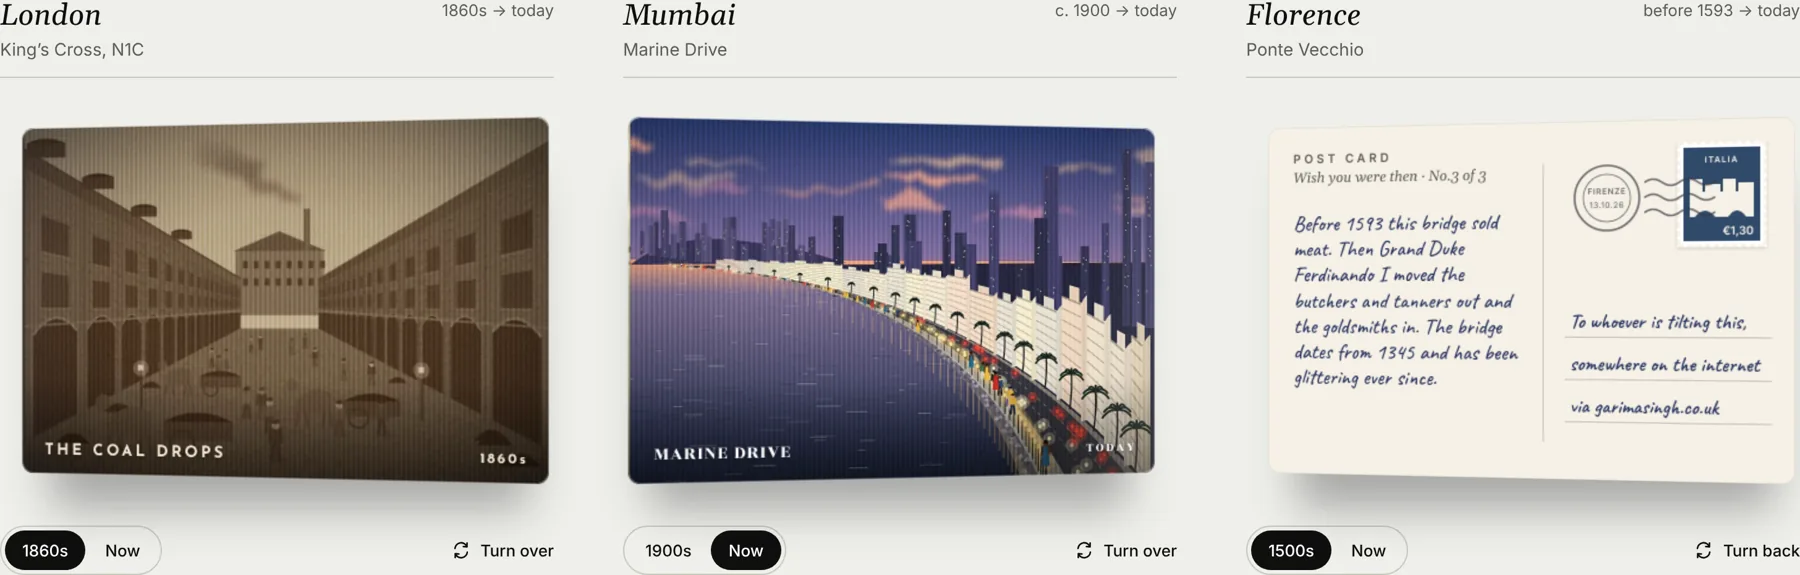 London
1860s → today
King's Cross, N1C
THE COAL DROPS
1860s
1860s
Now
Turn over
Mumbai
c. 1900 → today
Marine Drive
MARINE DRIVE
TODAY
1900s
Now
Turn over
Florence
before 1593 → today
Ponte Vecchio
POST CARD
Wish you were then · No.3 of 3
Before 1593 this bridge sold
meat. Then Grand Duke
Ferdinando I moved the
butchers and tanners out and
the goldsmiths in. The bridge
dates from 1345 and has been
glittering ever since.
FIRENZE
13.10.26
ITALIA
€1,30
To whoever is tilting this,
somewhere on the internet
via garimasingh.co.uk
1500s
Now
Turn back